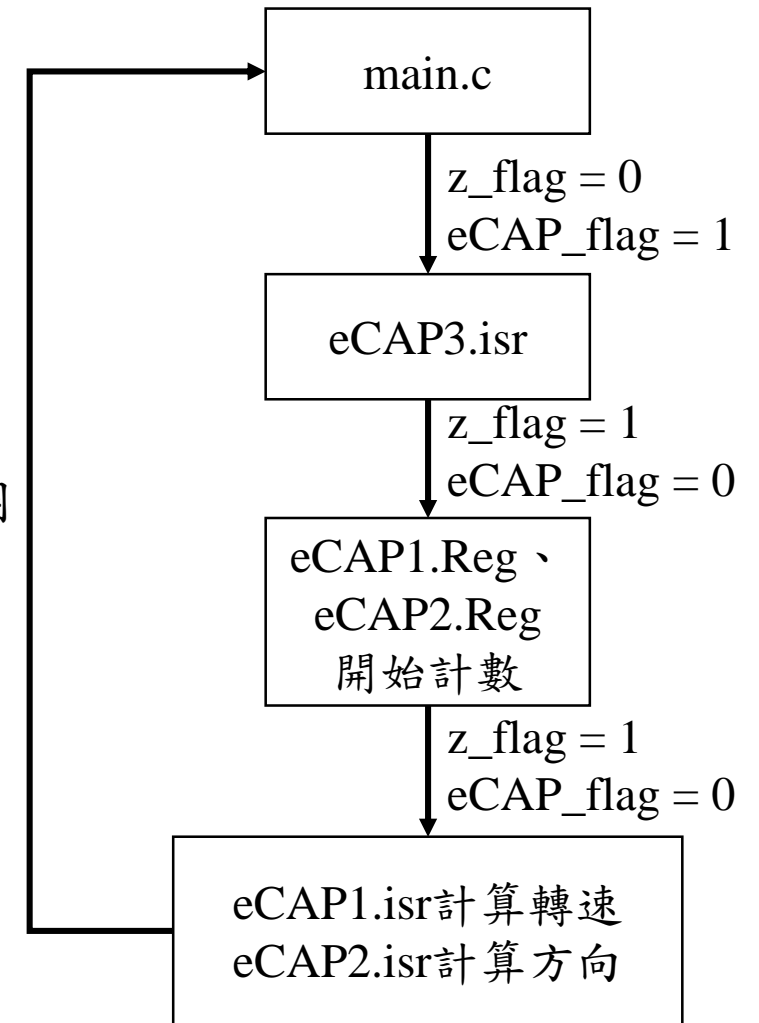 main.c
z_flag = 0
eCAP_flag = 1
eCAP3.isr
z_flag = 1
eCAP_flag = 0
eCAP1.Reg、
eCAP2.Reg
開始計數
z_flag = 1
eCAP_flag = 0
eCAP1.isr計算轉速
eCAP2.isr計算方向